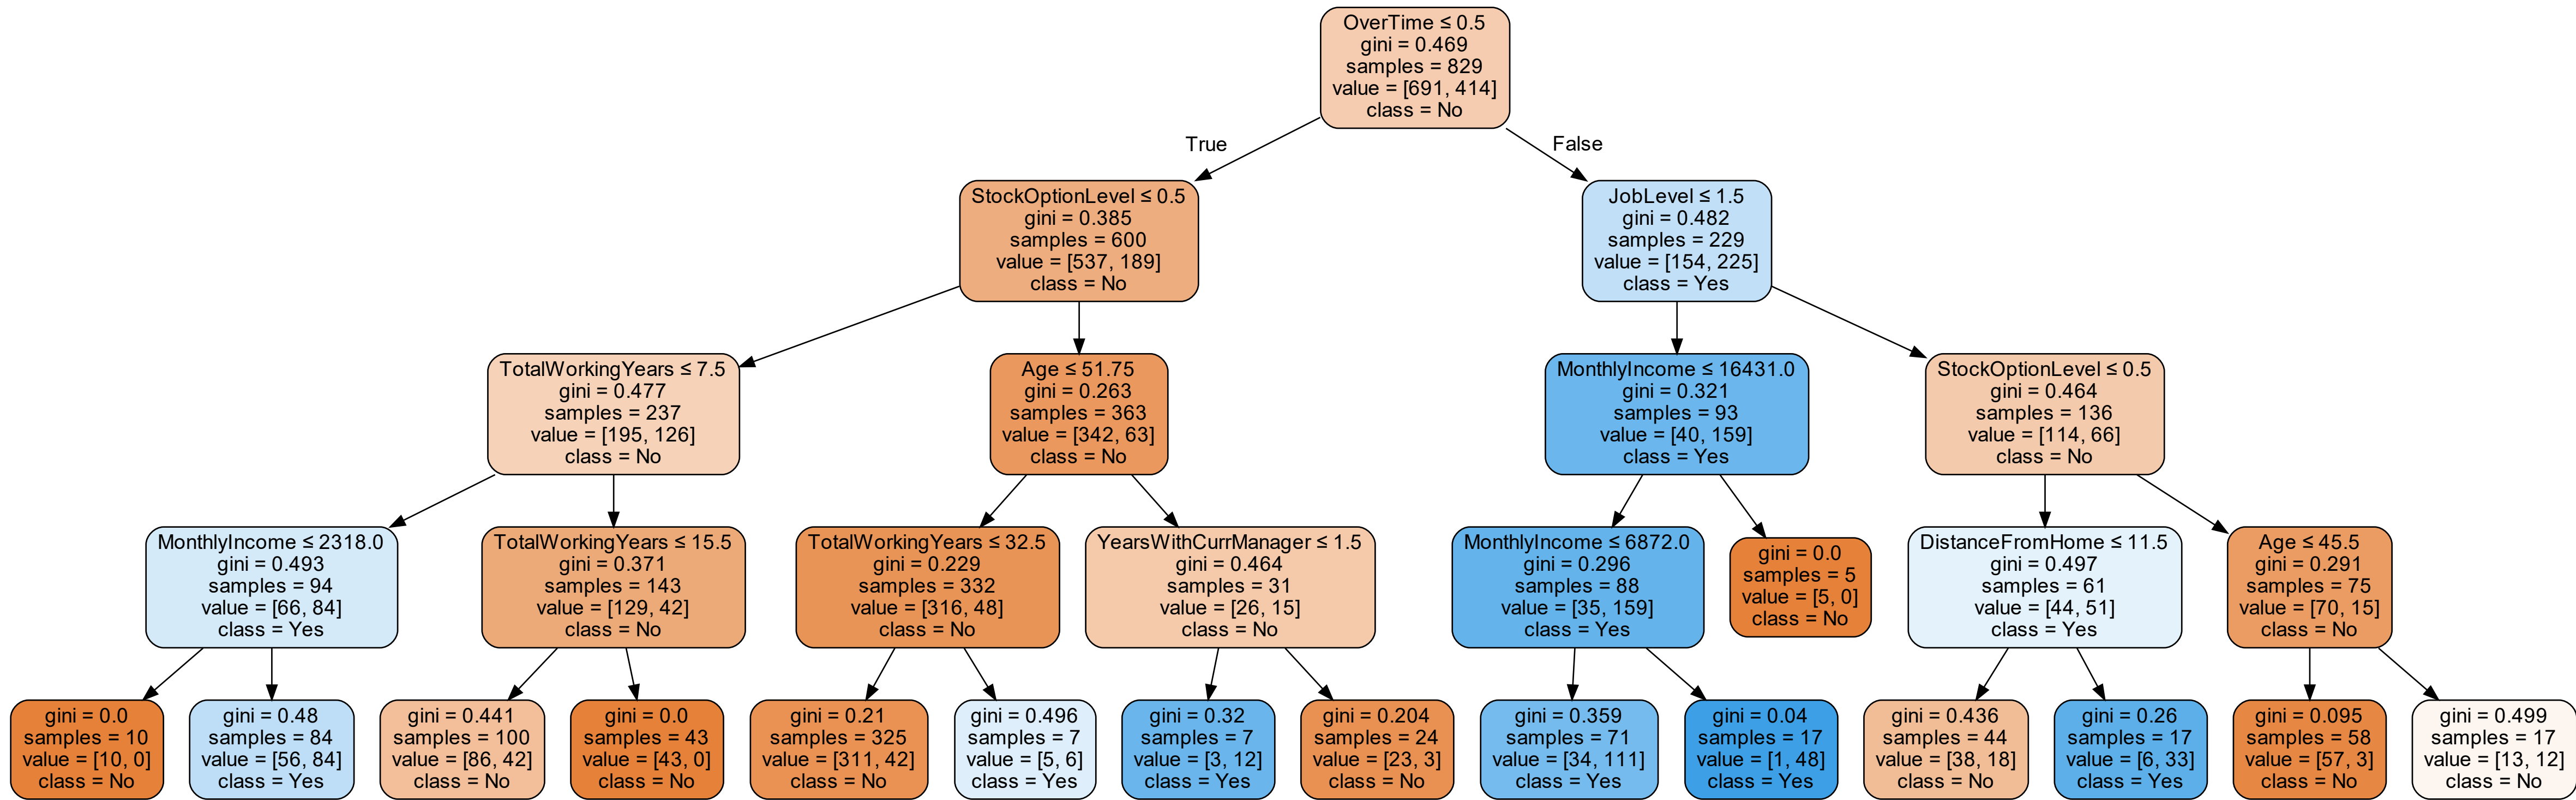 OverTime ≤ 0.5
gini = 0.469
samples = 829
value = [691, 414]
class = No
True
False
StockOptionLevel ≤ 0.5
gini = 0.385
samples = 600
value = [537, 189]
class = No
JobLevel ≤ 1.5
gini = 0.482
samples = 229
value = [154, 225]
class = Yes
TotalWorkingYears ≤ 7.5
gini = 0.477
samples = 237
value = [195, 126]
class = No
Age ≤ 51.75
gini = 0.263
samples = 363
value = [342, 63]
class = No
MonthlyIncome ≤ 16431.0
gini = 0.321
samples = 93
value = [40, 159]
class = Yes
StockOptionLevel ≤ 0.5
gini = 0.464
samples = 136
value = [114, 66]
class = No
MonthlyIncome ≤ 2318.0
gini = 0.493
samples = 94
value = [66, 84]
class = Yes
TotalWorkingYears ≤ 15.5
gini = 0.371
samples = 143
value = [129, 42]
class = No
TotalWorkingYears ≤ 32.5
gini = 0.229
samples = 332
value = [316, 48]
class = No
YearsWithCurrManager ≤ 1.5
gini = 0.464
samples = 31
value = [26, 15]
class = No
MonthlyIncome ≤ 6872.0
gini = 0.296
samples = 88
value = [35, 159]
class = Yes
gini = 0.0
samples = 5
value = [5, 0]
class = No
DistanceFromHome ≤ 11.5
gini = 0.497
samples = 61
value = [44, 51]
class = Yes
Age ≤ 45.5
gini = 0.291
samples = 75
value = [70, 15]
class = No
gini = 0.0
samples = 10
value = [10, 0]
class = No
gini = 0.48
samples = 84
value = [56, 84]
class = Yes
gini = 0.441
samples = 100
value = [86, 42]
class = No
gini = 0.0
samples = 43
value = [43, 0]
class = No
gini = 0.21
samples = 325
value = [311, 42]
class = No
gini = 0.496
samples = 7
value = [5, 6]
class = Yes
gini = 0.32
samples = 7
value = [3, 12]
class = Yes
gini = 0.204
samples = 24
value = [23, 3]
class = No
gini = 0.359
samples = 71
value = [34, 111]
class = Yes
gini = 0.04
samples = 17
value = [1, 48]
class = Yes
gini = 0.436
samples = 44
value = [38, 18]
class = No
gini = 0.26
samples = 17
value = [6, 33]
class = Yes
gini = 0.095
samples = 58
value = [57, 3]
class = No
gini = 0.499
samples = 17
value = [13, 12]
class = No